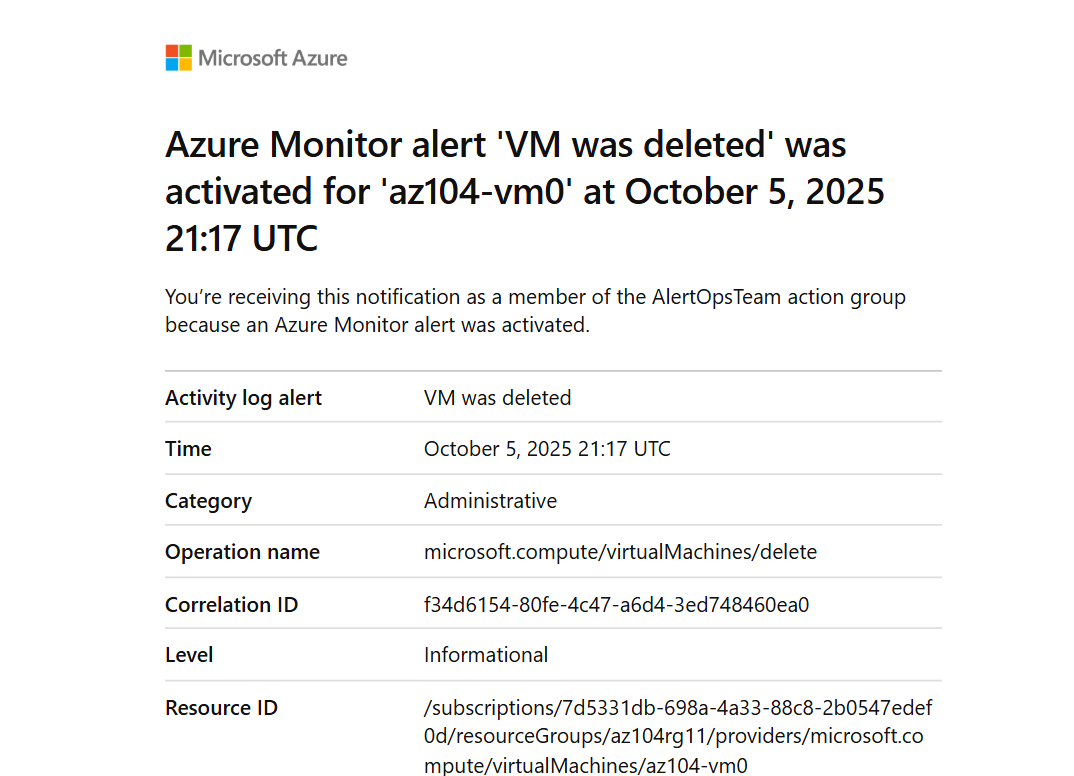 Microsoft Azure
Azure Monitor alert 'VM was deleted' was
activated for 'az104-vm0' at October 5, 2025
21:17 UTC
You’re receiving this notification as a member of the AlertOpsTeam action group
because an Azure Monitor alert was activated.
Activity log alert VM was deleted
Time October 5, 2025 21:17 UTC
Category Administrative
Operation name microsoft.compute/virtualMachines/delete
Correlation ID f34d6154-80fe-4c47-a6d4-3ed748460ea0
Level Informational
Resource ID /subscriptions/7d5331db-698a-4a33-88c8-2b0547edef
0d/resourceGroups/az104rg11/providers/microsoft.co
mpute/virtualMachines/az104-vm0